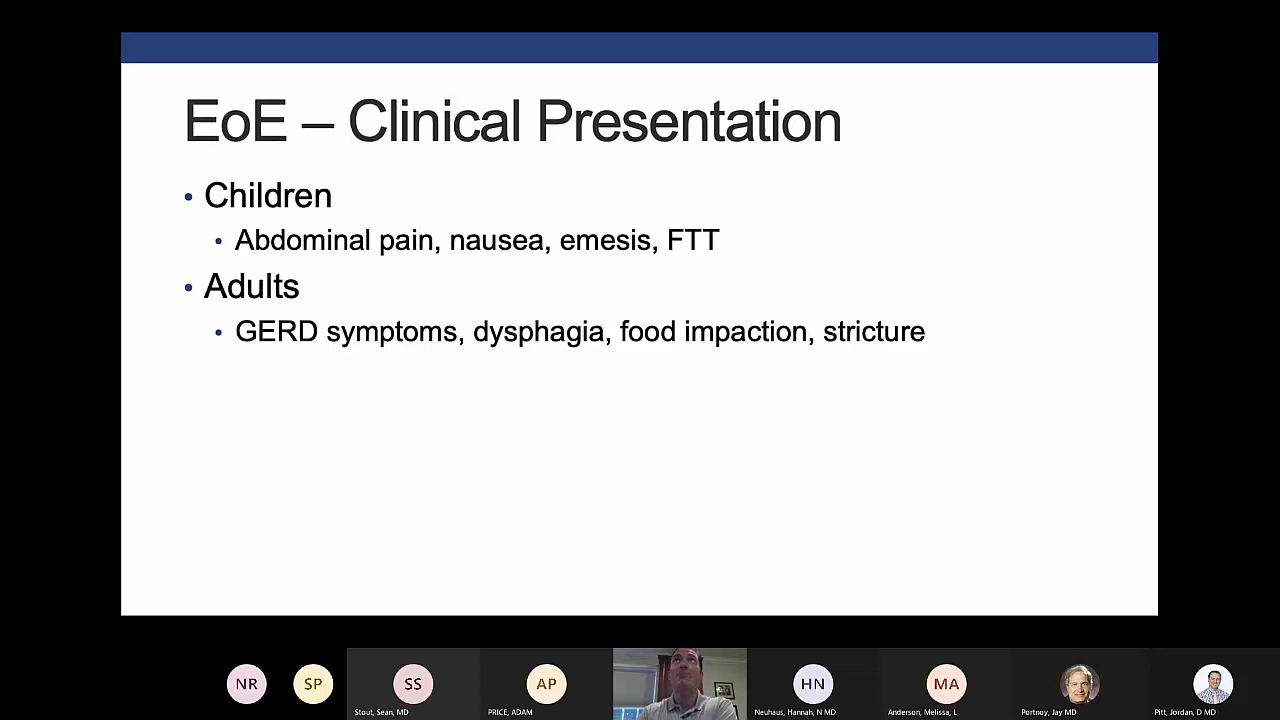 EoE – Clinical Presentation
• Children
• Abdominal pain, nausea, emesis, FTT
• Adults
• GERD symptoms, dysphagia, food impaction, stricture
NR
SP
SS
AP
HN
MA
Stout, Sean, MD
PRICE, ADAM
Neuhaus, Hannah, N MD
Anderson, Melissa, L
Portnoy, Jay MD
Pitt, Jordan, D MD